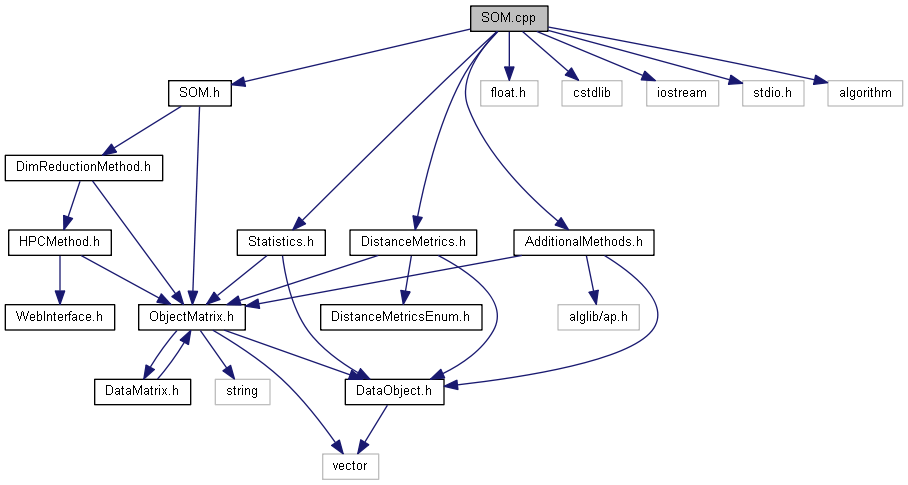 SOM.cpp
SOM.h
float.h
cstdlib
iostream
stdio.h
algorithm
DimReductionMethod.h
HPCMethod.h
Statistics.h
DistanceMetrics.h
AdditionalMethods.h
WebInterface.h
ObjectMatrix.h
DistanceMetricsEnum.h
alglib/ap.h
DataMatrix.h
string
DataObject.h
vector